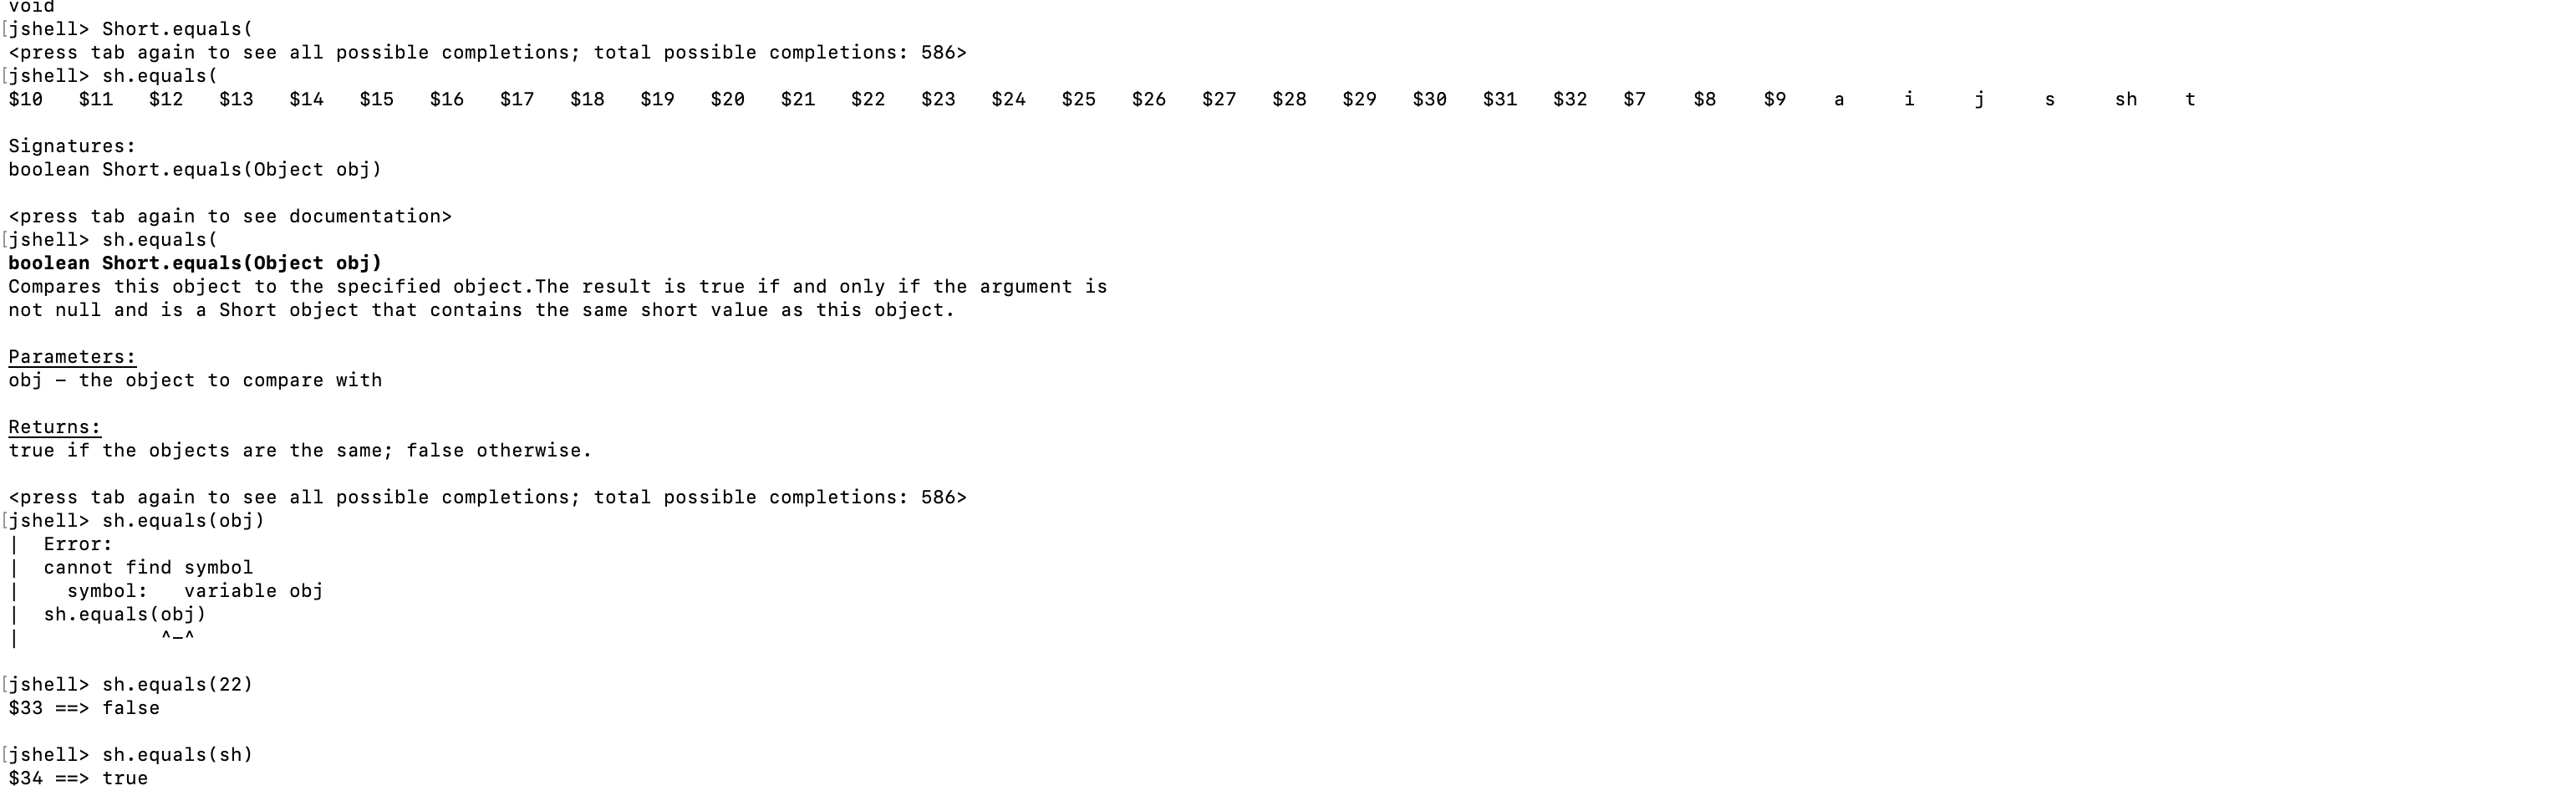 void
[jshell> Short.equals(
<press tab again to see all possible completions; total possible completions: 586>
[jshell> sh.equals(
$10   $11   $12   $13   $14   $15   $16   $17   $18   $19   $20   $21   $22   $23   $24   $25   $26   $27   $28   $29   $30   $31   $32   $7    $8    $9    a     i     j     s     sh    t

Signatures:
boolean Short.equals(Object obj)

<press tab again to see documentation>
[jshell> sh.equals(
boolean Short.equals(Object obj)
Compares this object to the specified object.The result is true if and only if the argument is
not null and is a Short object that contains the same short value as this object.

Parameters:
obj – the object to compare with

Returns:
true if the objects are the same; false otherwise.

<press tab again to see all possible completions; total possible completions: 586>
[jshell> sh.equals(obj)
|  Error:
|  cannot find symbol
|    symbol:   variable obj
|  sh.equals(obj)
|            ^-^

[jshell> sh.equals(22)
$33 ==> false

[jshell> sh.equals(sh)
$34 ==> true